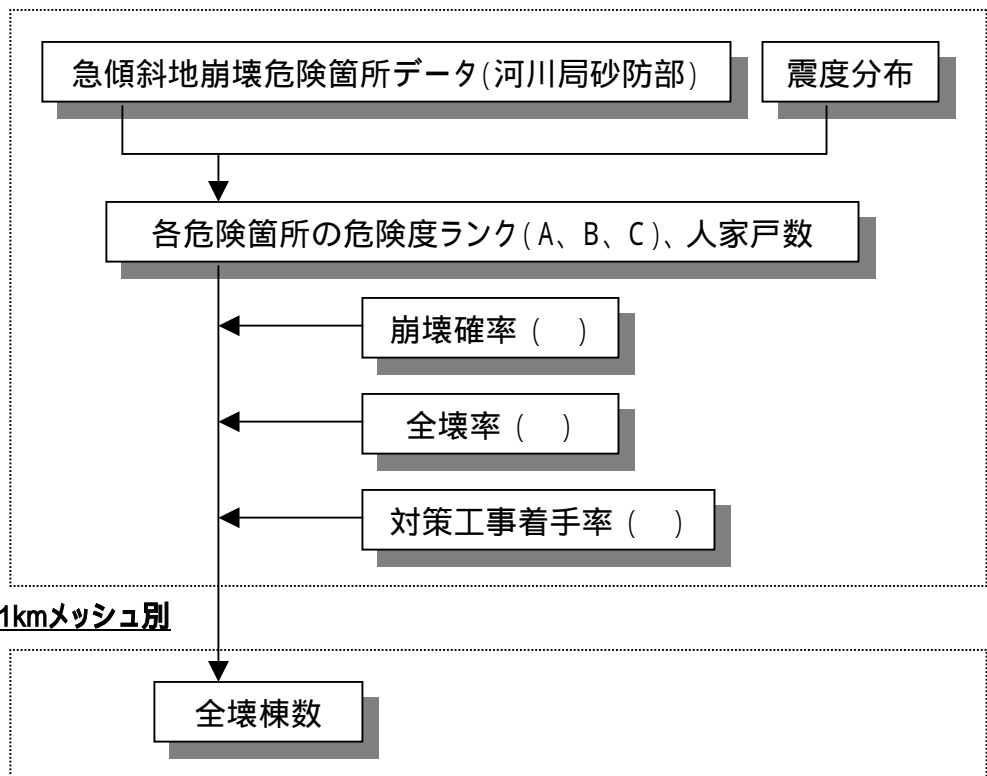 急傾斜地崩壊危険箇所データ(河川局砂防部)
震度分布
各危険箇所の危険度ランク(A、B、C)、人家戸数
崩壊確率 (　)
全壊率 (　)
対策工事着手率 (　)
1kmメッシュ別
全壊棟数